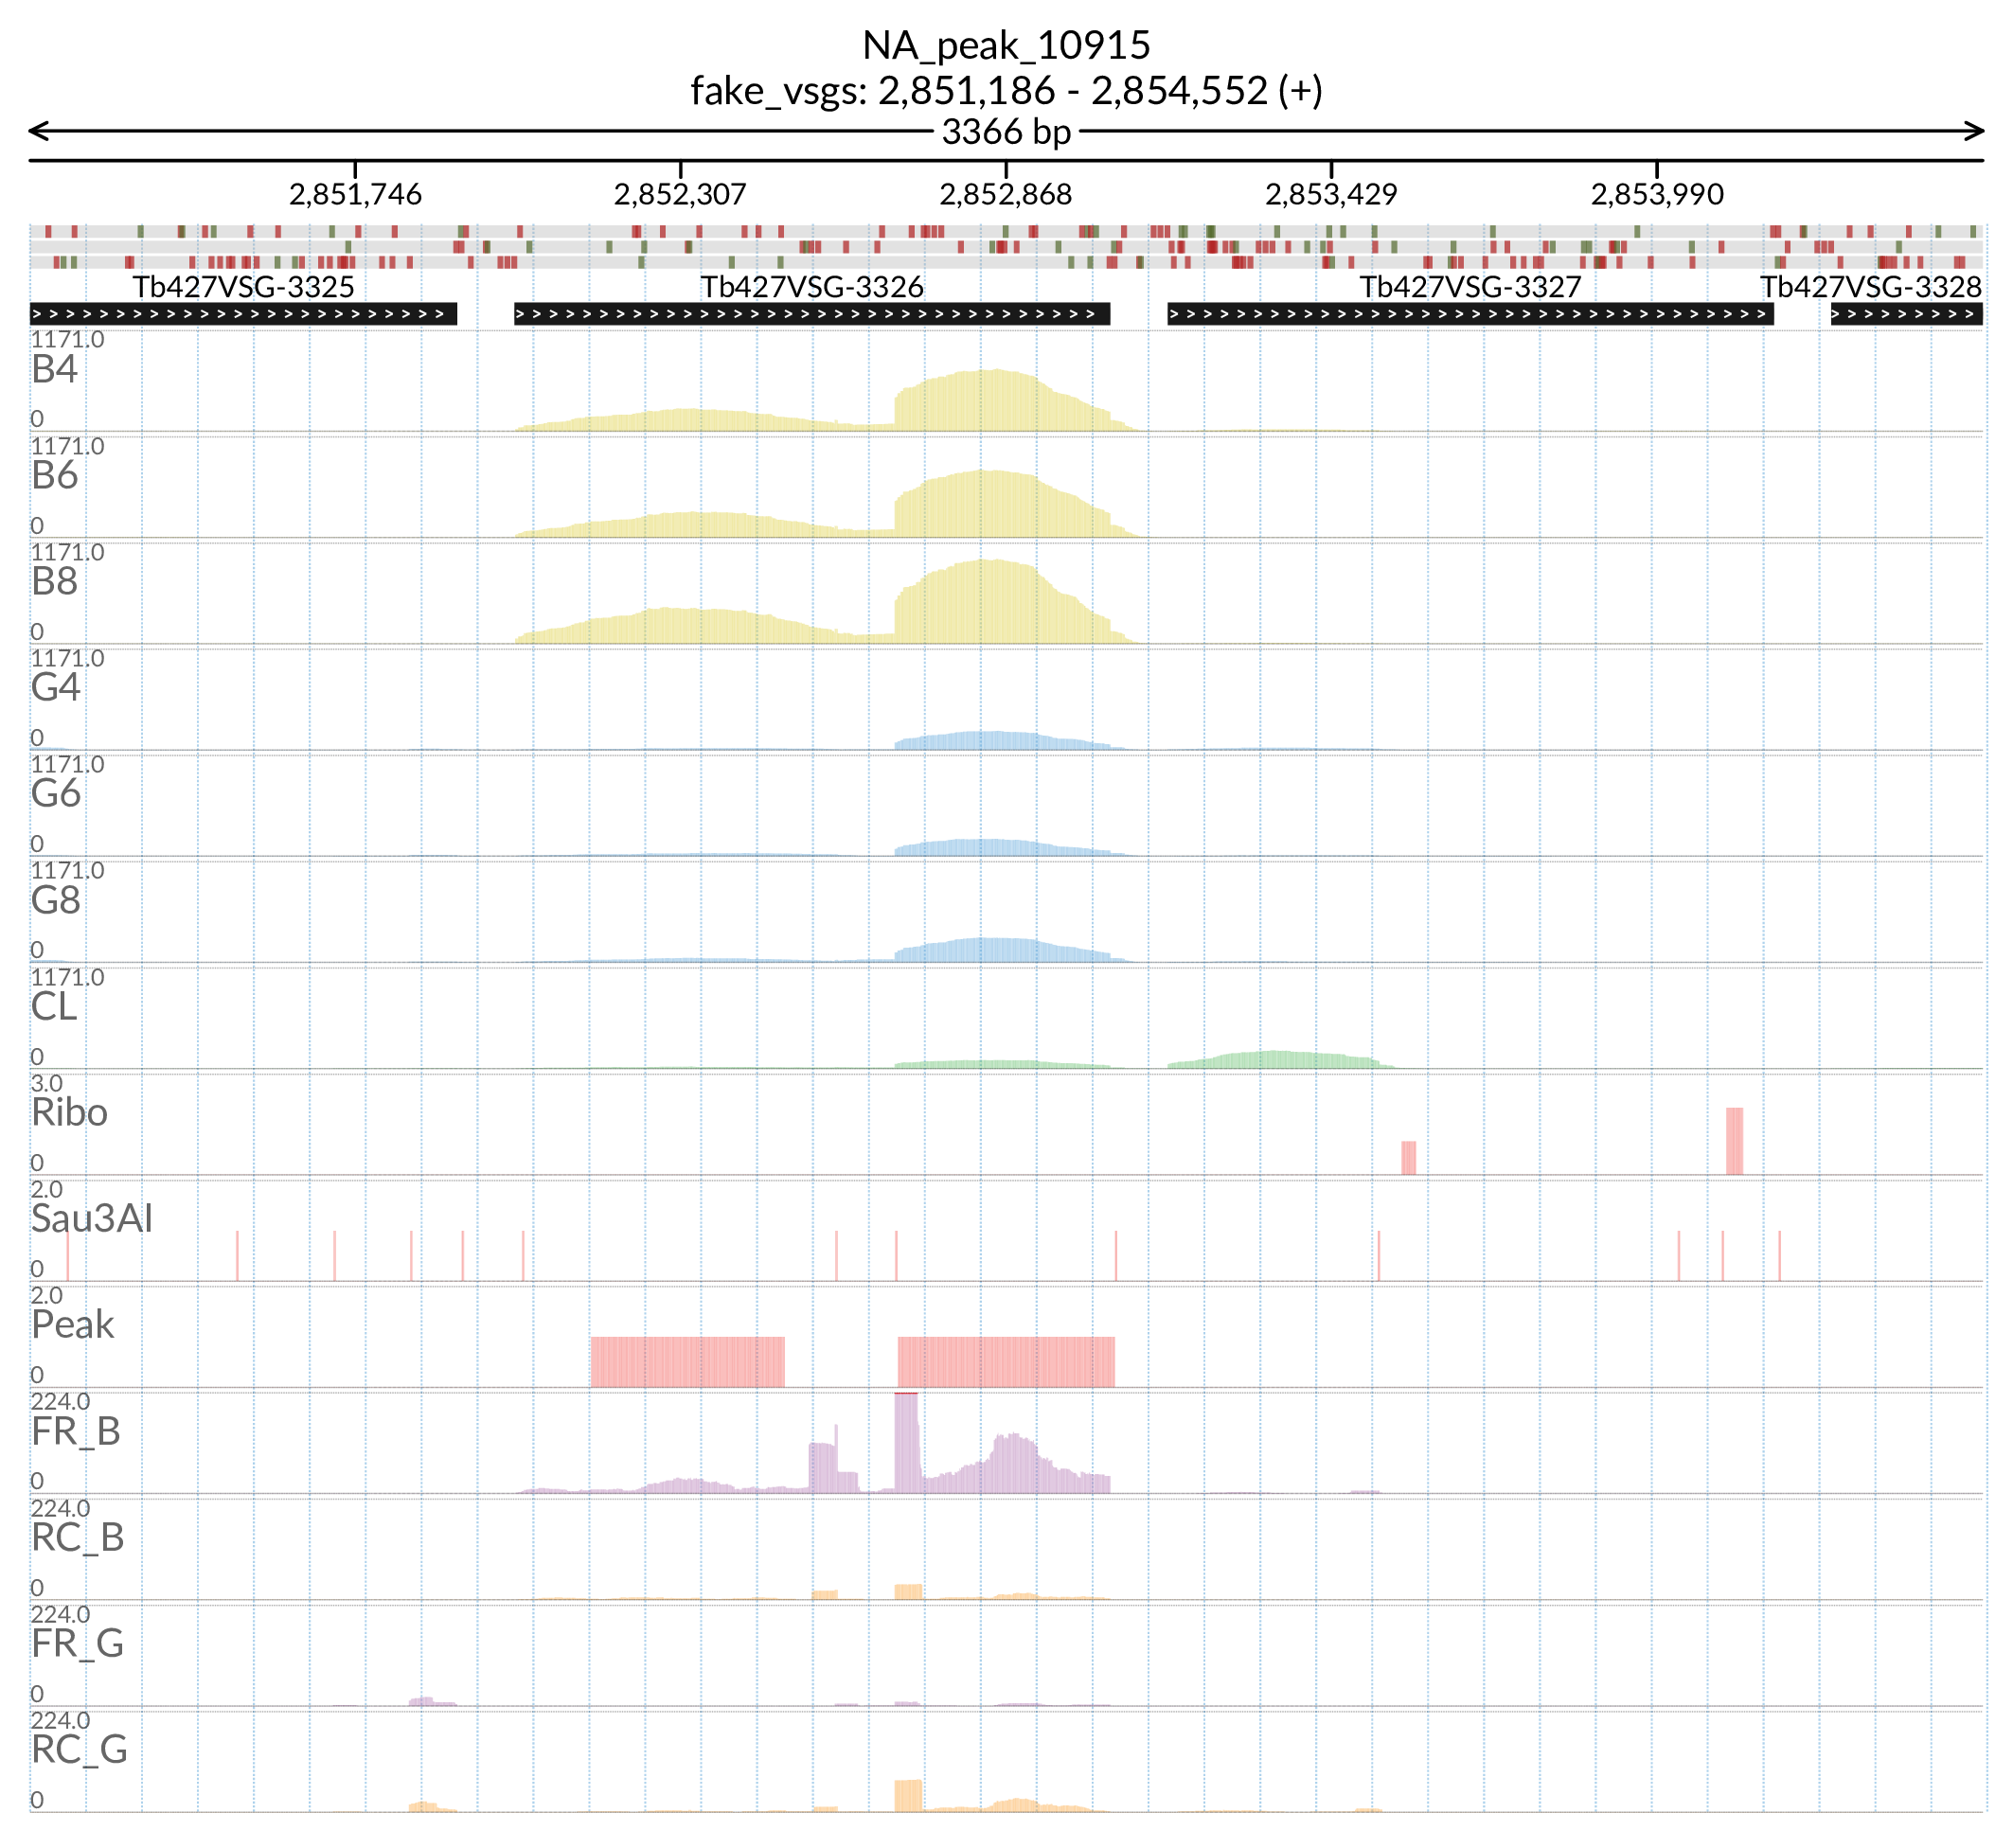 NA_peak_10915
fake_vsgs: 2,851,186 - 2,854,552 (+)
3366 bp
2,851,746 2,852,307 2,852,868 2,853,429 2,853,990
Tb427VSG-3325 Tb427VSG-3326 Tb427VSG-3327 Tb427VSG-3328
1171.0
B4
0
1171.0
B6
0
1171.0
B8
0
1171.0
G4
0
1171.0
G6
0
1171.0
G8
0
1171.0
CL
0
3.0
Ribo
0
2.0
Sau3AI
0
2.0
Peak
0
224.0
FR_B
0
224.0
RC_B
0
224.0
FR_G
0
224.0
RC_G
0